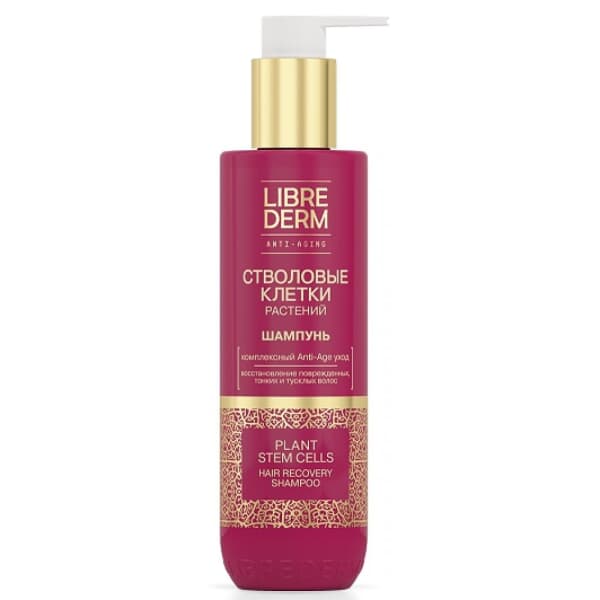 LIBRE
DERM
ANTI-AGING
СТВОЛОВЫЕ
КЛЕТКИ
РАСТЕНИЙ
ШАМПУНЬ
комплексный Anti-Age уход
восстановление поврежденных,
тонких и тусклых волос
PLANT
STEM CELLS
HAIR RECOVERY
SHAMPOO